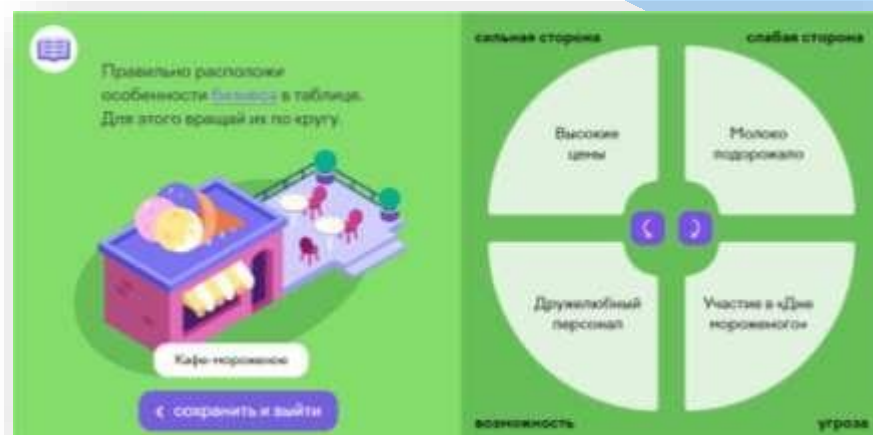 Правильно расположи
особенности бизнеса в таблице.
Для этого вращай их по кругу.
Кафе-мороженое
сохранить и выйти
сильная сторона
слабая сторона
Высокие
цены
Молоко
подорожало
Дружелюбный
персонал
Участие в «Дне
мороженого»
возможность
угроза